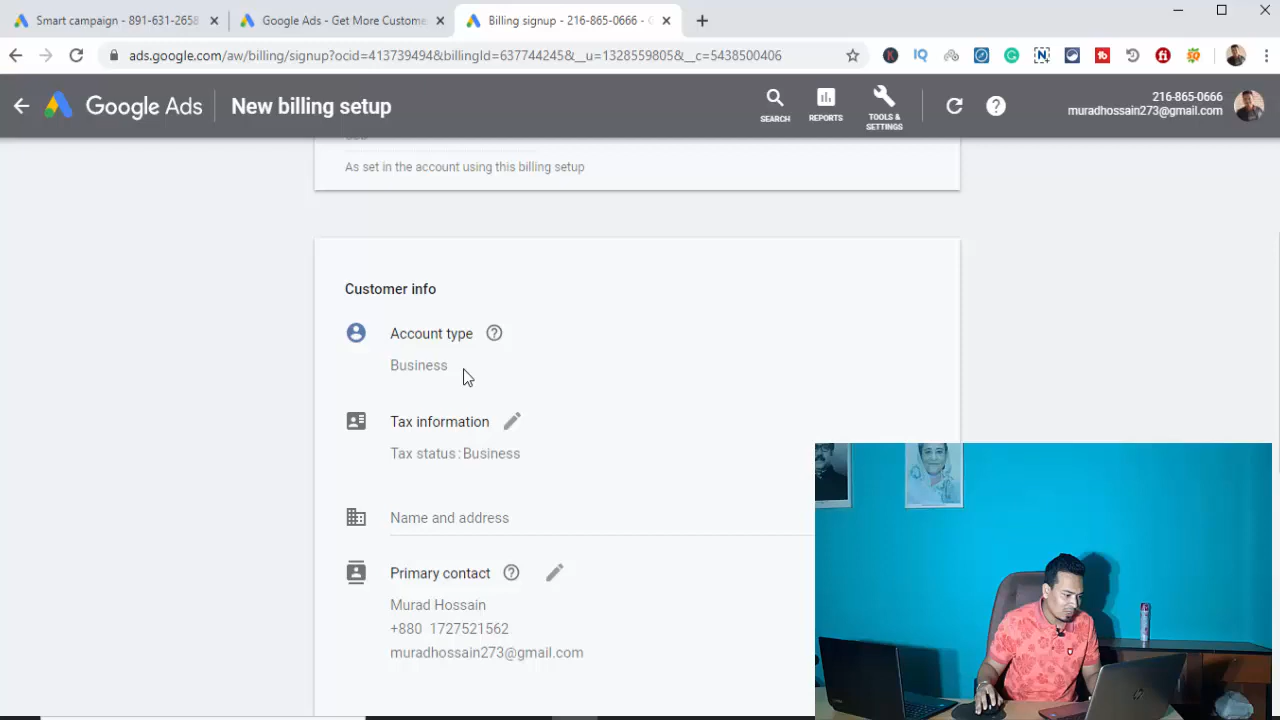 Smart campaign - 891-631-2658
Google Ads - Get More Custome
Billing signup - 216-865-0666 - G
ads.google.com/aw/billing/signup?ocid=413739494&billingId=637744245&__u=1328559805&__c=5438500406
Google Ads
New billing setup
SEARCH
REPORTS
TOOLS &
SETTINGS
216-865-0666
muradhossain273@gmail.com
As set in the account using this billing setup
Customer info
Account type
Business
Tax information
Tax status: Business
Name and address
Primary contact
Murad Hossain
+880 1727521562
muradhossain273@gmail.com